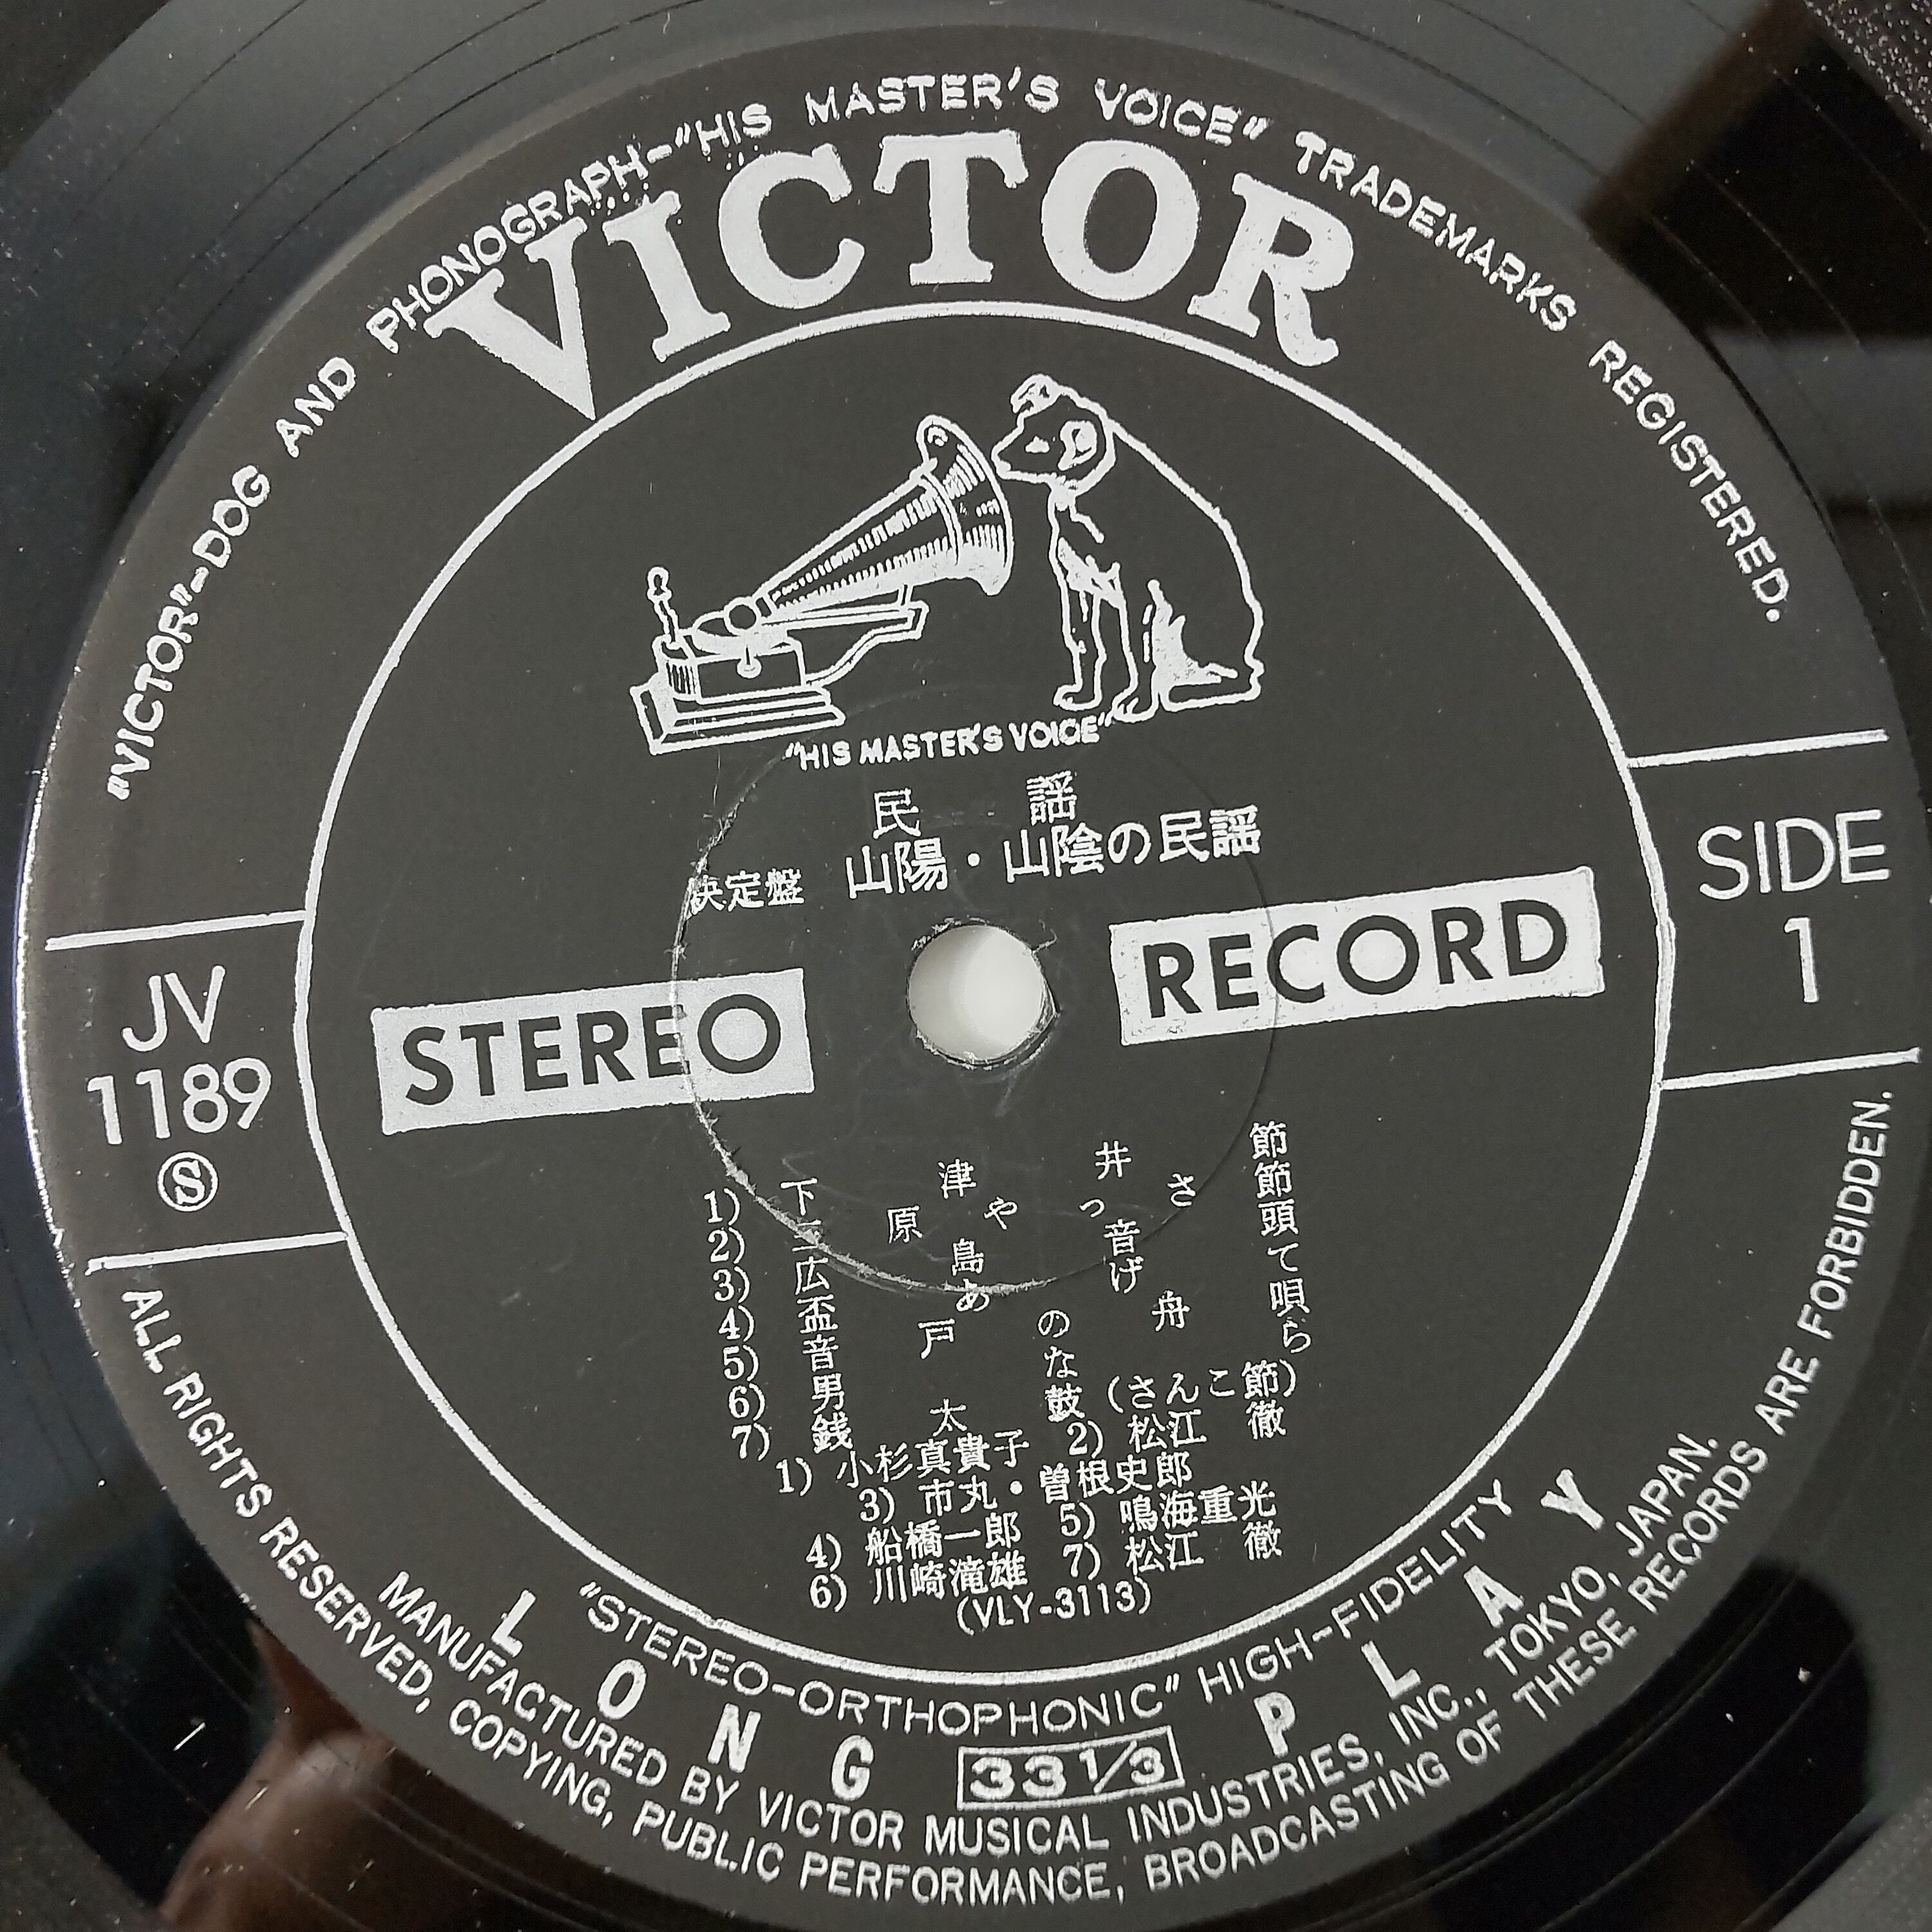 "VICTOR"-DOG AND PHONOGRAPH-"HIS MASTER'S VOICE" TRADEMARKS REGISTERED.
VICTOR
"HIS MASTER'S VOICE"
民謡
決定盤 山陽・山陰の民謡
STEREO RECORD
JV
1189
Ⓢ
SIDE
1
1) 下津井節
2) 三原やっさ節
3) 広島音頭
4) 盃あげて
5) 音戸の舟唄
6) 男なら
7) 銭太鼓(さんこ節)
1) 小杉真貴子 2) 松江 徹
3) 市丸・曽根史郎
4) 船橋一郎 5) 鳴海重光
6) 川崎滝雄 7) 松江 徹
(VLY-3113)
"STEREO-ORTHOPHONIC" HIGH-FIDELITY
LONG 33 1/3 PLAY
MANUFACTURED BY VICTOR MUSICAL INDUSTRIES, INC., TOKYO, JAPAN.
ALL RIGHTS RESERVED, COPYING, PUBLIC PERFORMANCE, BROADCASTING OF THESE RECORDS ARE FORBIDDEN.